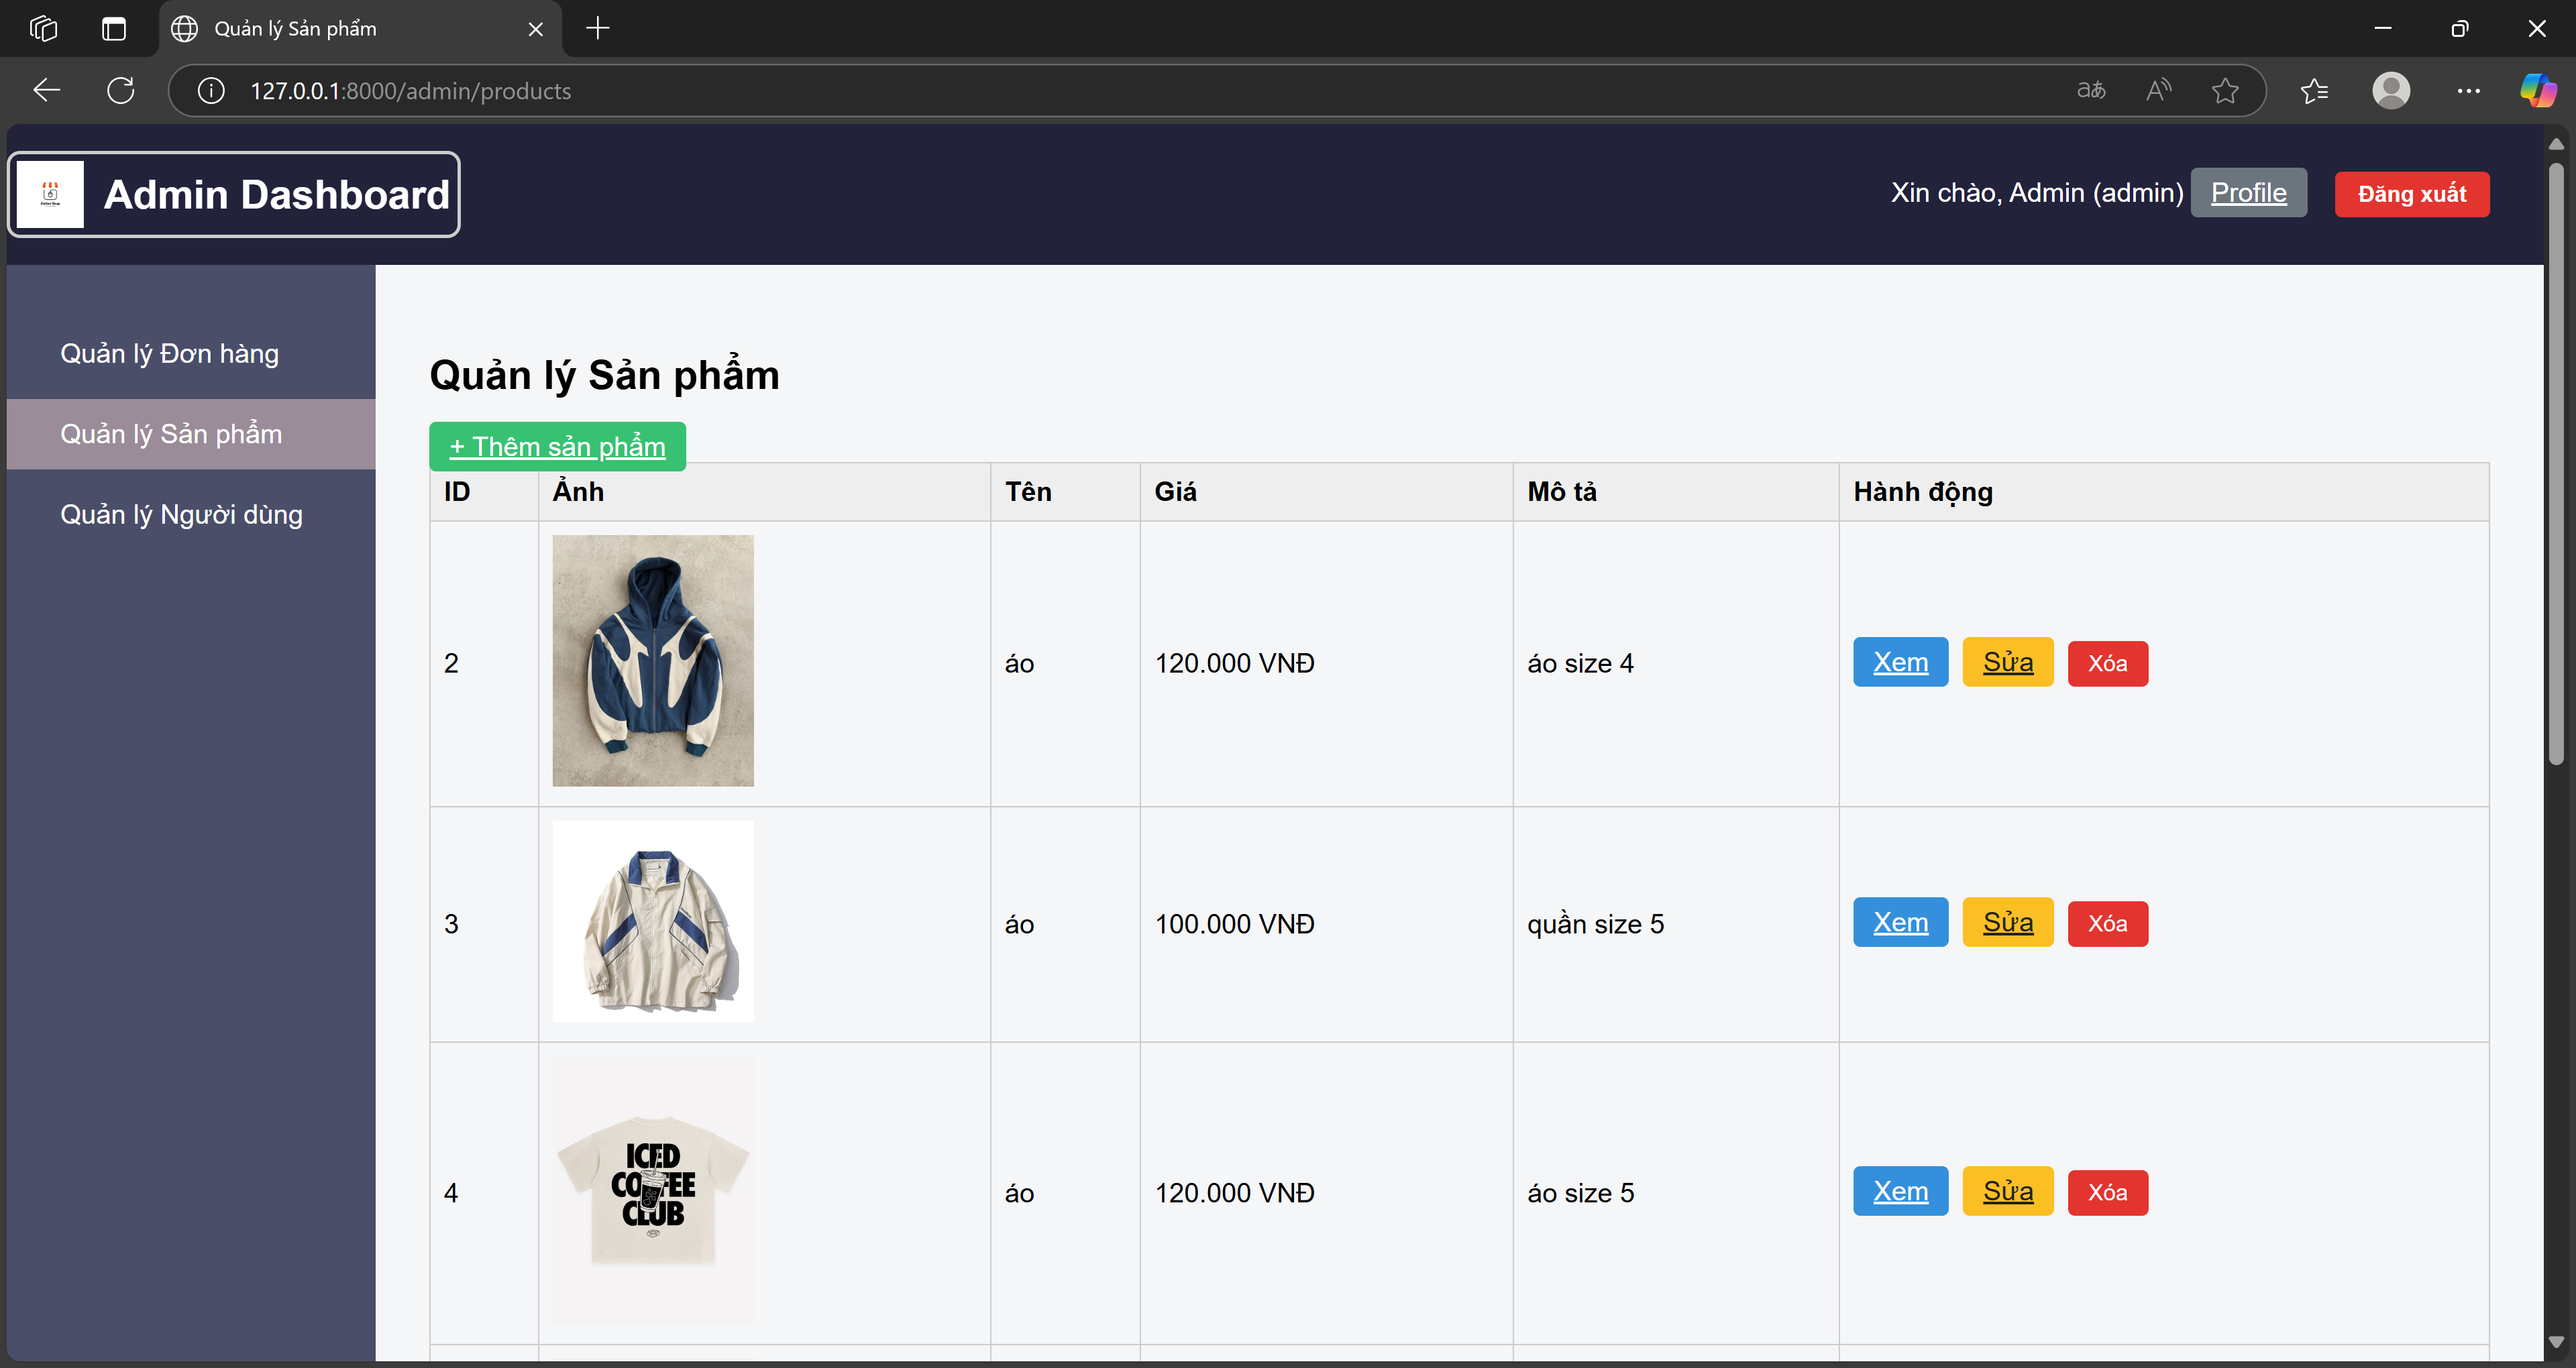 Quản lý Sản phẩm
127.0.0.1:8000/admin/products
Admin Dashboard
Xin chào, Admin (admin) Profile Đăng xuất
Quản lý Đơn hàng
Quản lý Sản phẩm
Quản lý Người dùng
Quản lý Sản phẩm
+ Thêm sản phẩm
ID Ảnh Tên Giá Mô tả Hành động
2 áo 120.000 VNĐ áo size 4 Xem Sửa Xóa
3 áo 100.000 VNĐ quần size 5 Xem Sửa Xóa
ICED
COFFEE
CLUB
4 áo 120.000 VNĐ áo size 5 Xem Sửa Xóa